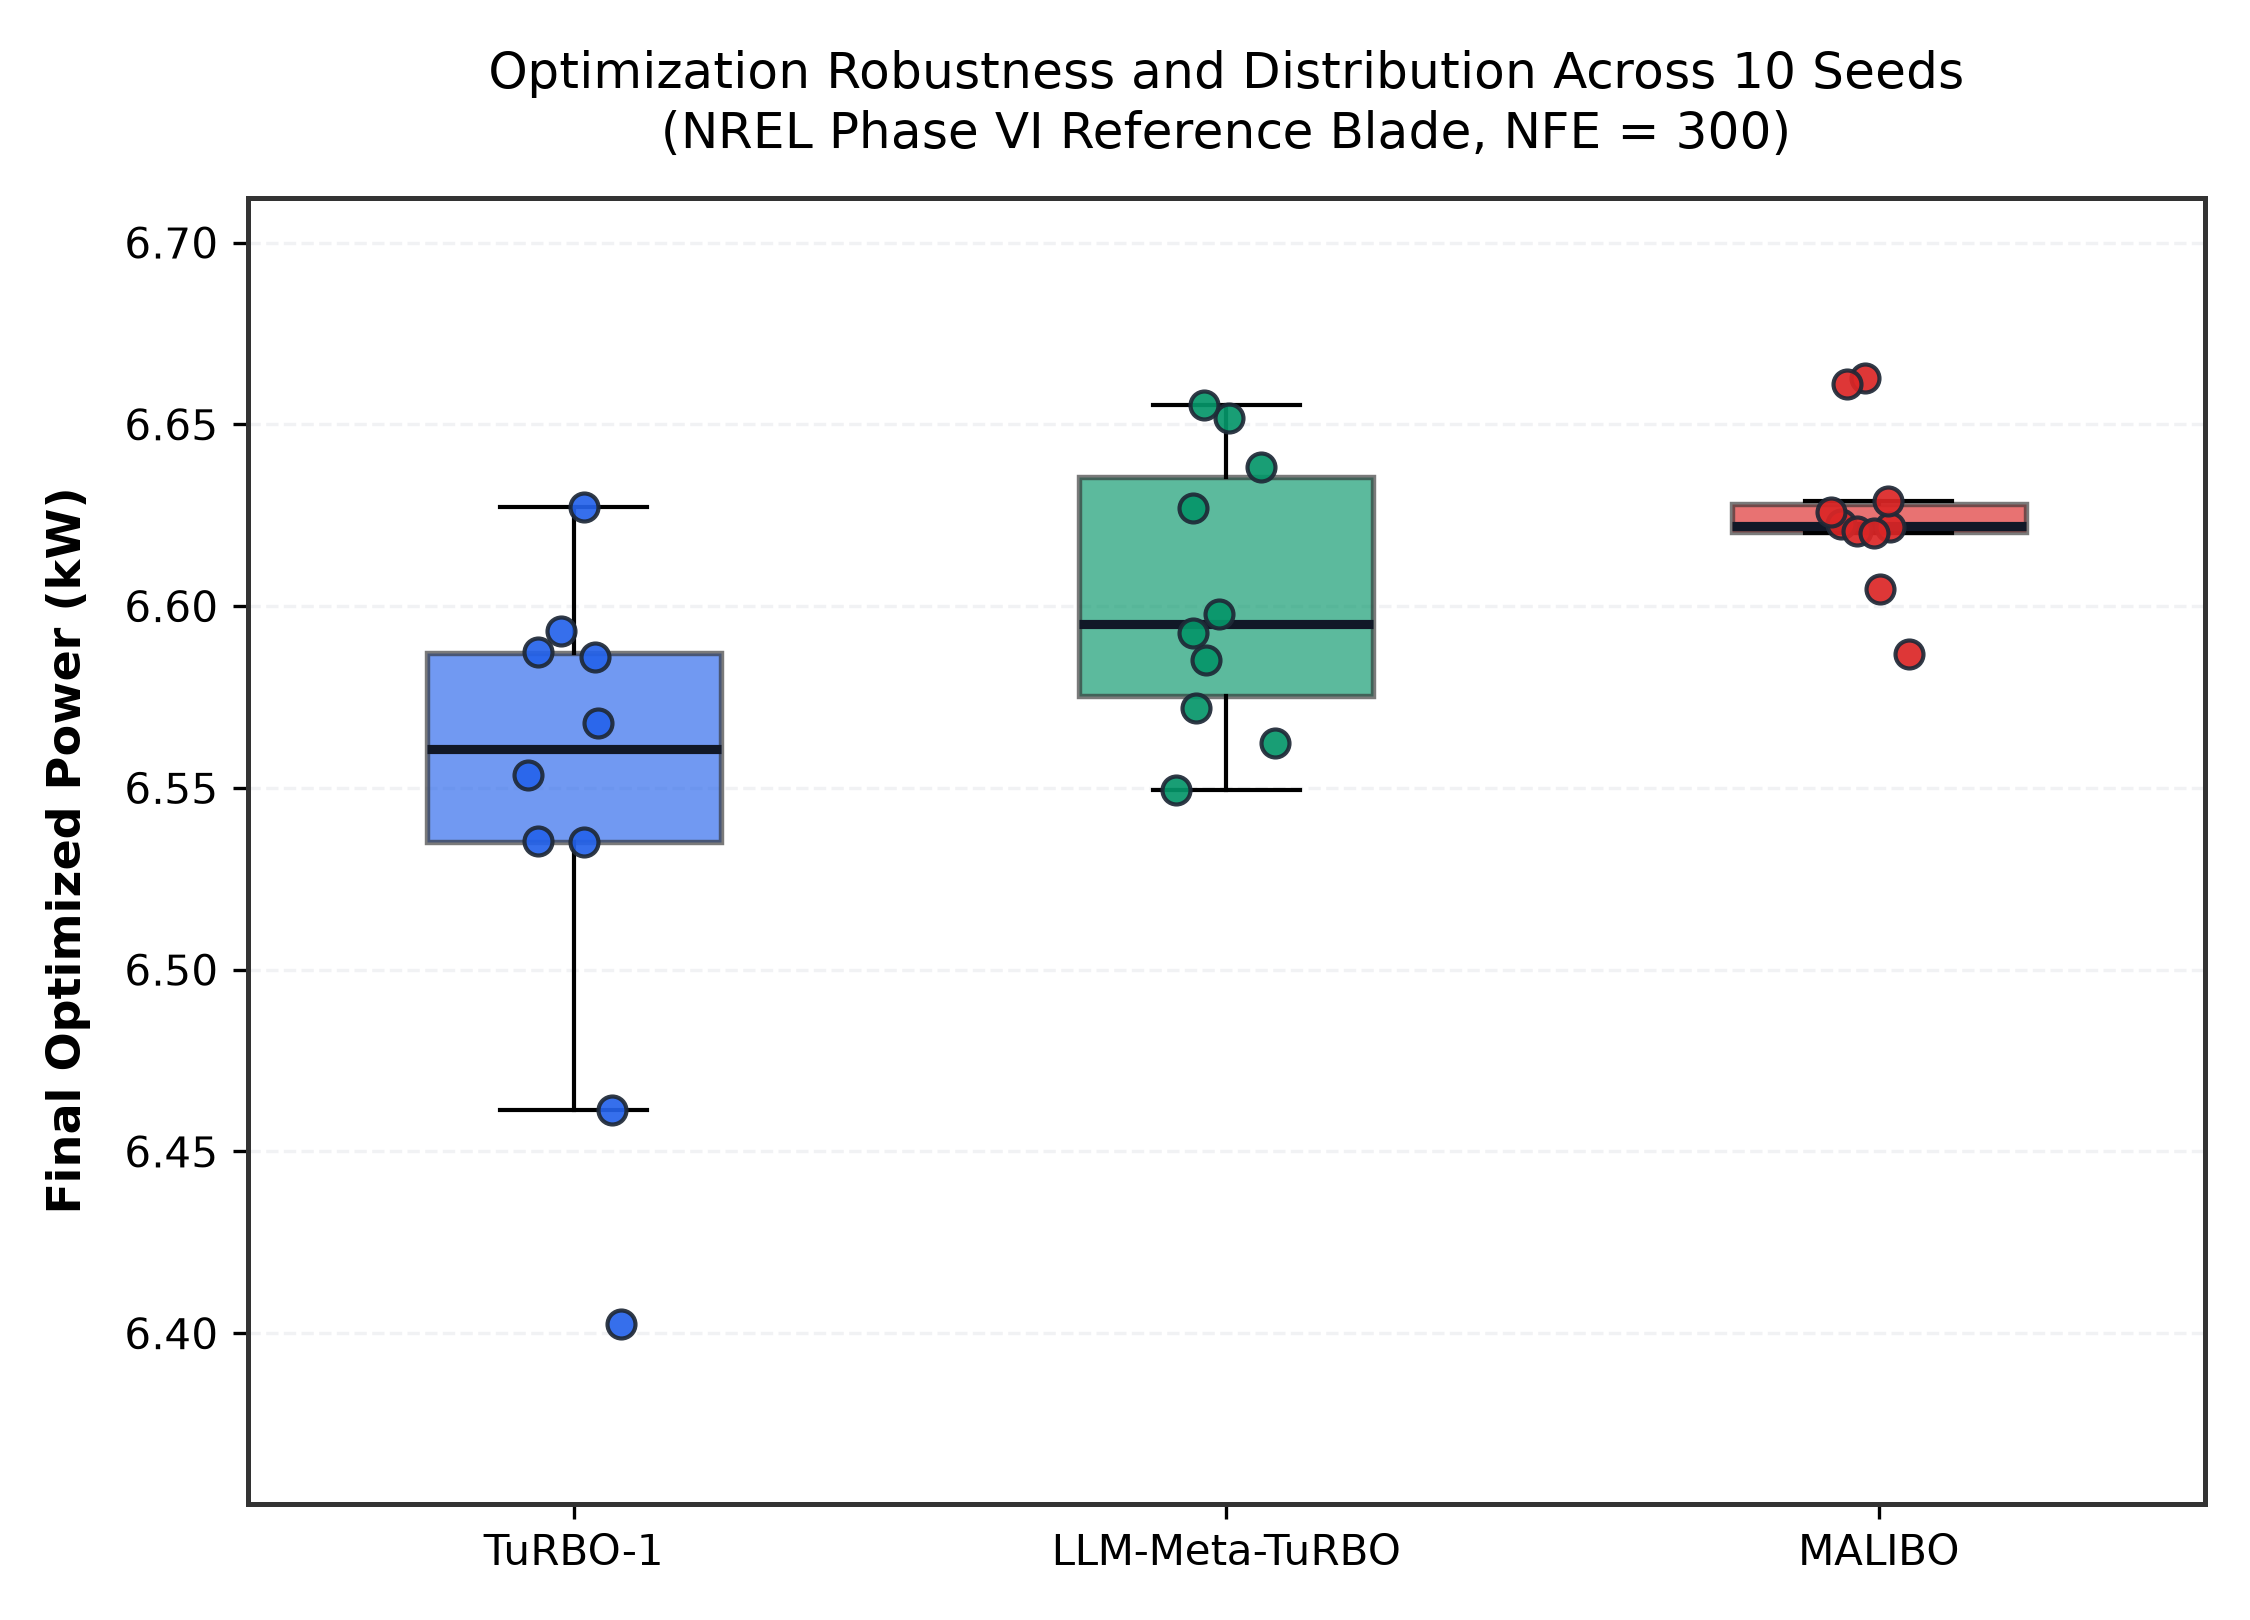 Optimization Robustness and Distribution Across 10 Seeds
(NREL Phase VI Reference Blade, NFE = 300)
Final Optimized Power (kW)
6.70
6.65
6.60
6.55
6.50
6.45
6.40
TuRBO-1
LLM-Meta-TuRBO
MALIBO